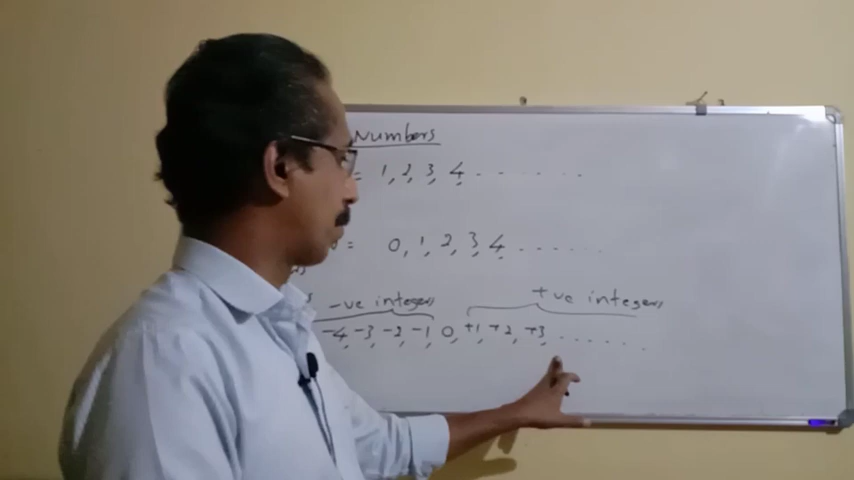 Numbers
= 1, 2, 3, 4, . . . . . . .
= 0, 1, 2, 3, 4, . . . . . . .
-ve integers +ve integers
-4, -3, -2, -1, 0, +1, +2, +3, . . . . . . .